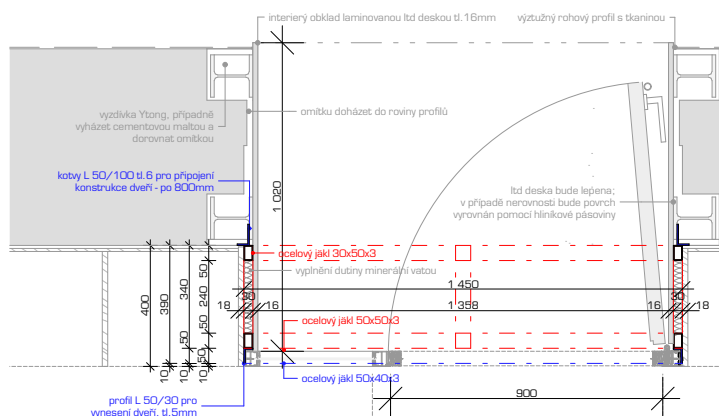 interierý obklad laminovanou ltd deskou tl.16mm
výztužný rohový profil s tkaninou
vyzdívka Ytong, případně
vyházet cementovou maltou a
dorovnat omítkou
omítku doházet do roviny profilů
kotvy L 50/100 tl.6 pro připojení
konstrukce dveří - po 800mm
1 020
ltd deska bude lepena;
v případě nerovnosti bude povrch
vyrovnán pomocí hliníkové pásoviny
ocelový jäkl 30x50x3
vyplnění dutiny minerální vatou
400
390
340
240
50
50
50
50
10
10
10
1 450
30
30
18
16
1 358
16
18
ocelový jäkl 50x50x3
ocelový jäkl 50x40x3
profil L 50/30 pro
vynesení dveří, tl.5mm
900